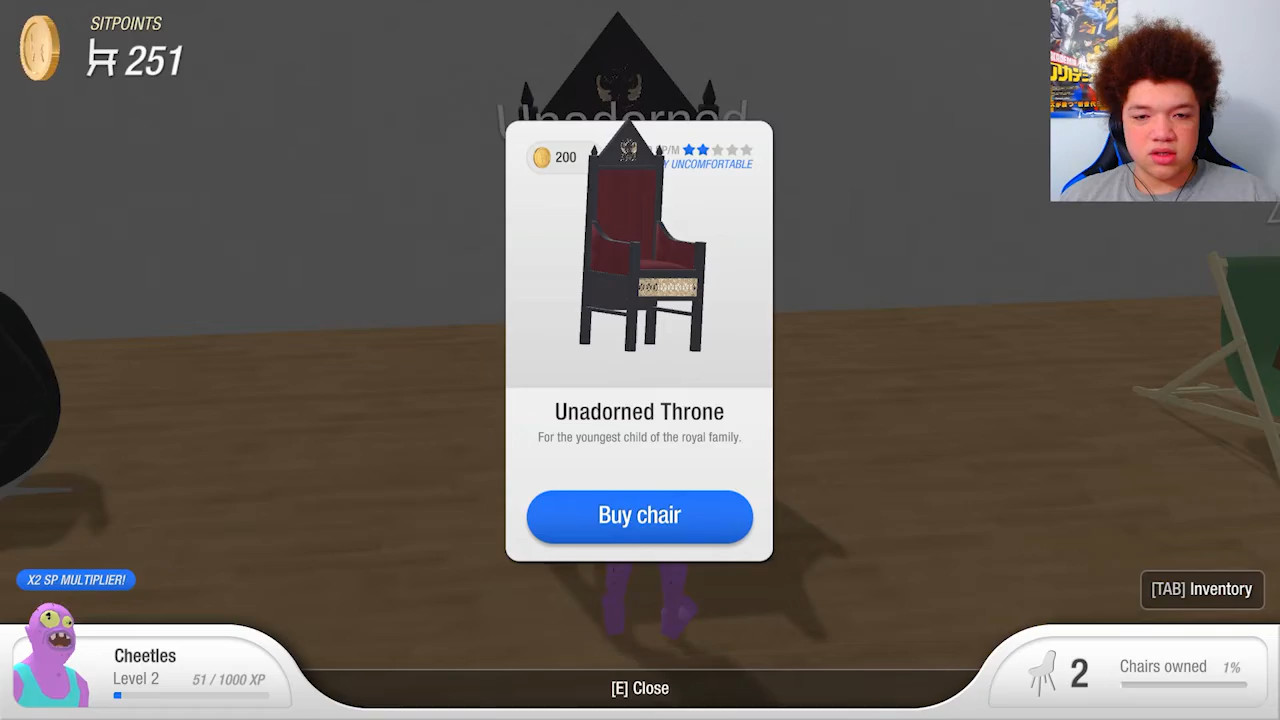 SITPOINTS
251
Unadorned
200
P/M
Y UNCOMFORTABLE
Unadorned Throne
For the youngest child of the royal family.
Buy chair
X2 SP MULTIPLIER!
[TAB] Inventory
Cheetles
Level 2
51 / 1000 XP
[E] Close
2
Chairs owned
1%